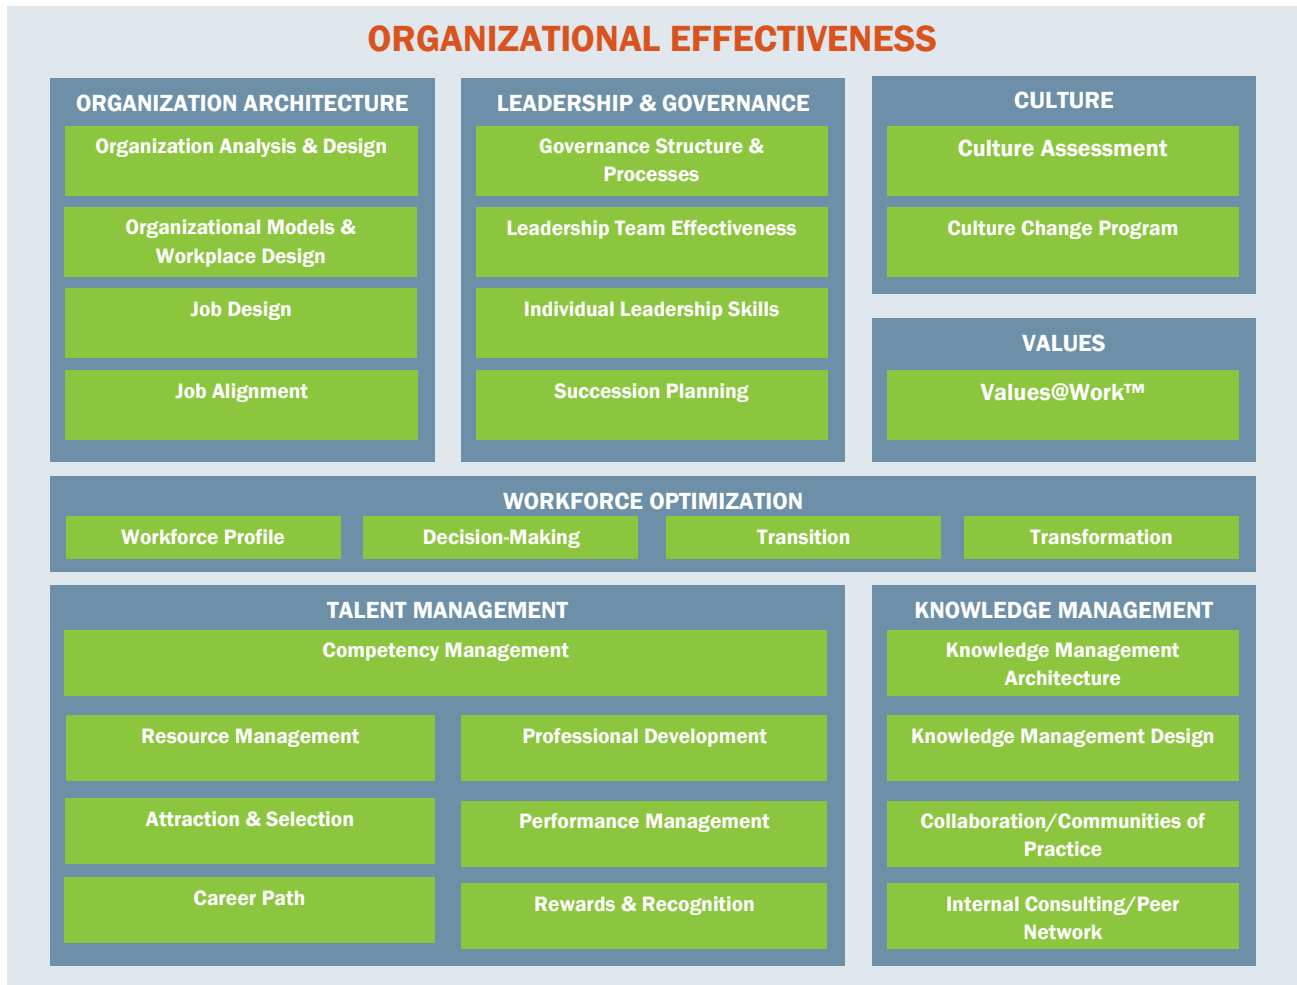 ORGANIZATIONAL EFFECTIVENESS
ORGANIZATION ARCHITECTURE
Organization Analysis & Design
Organizational Models &
Workplace Design
Job Design
Job Alignment
LEADERSHIP & GOVERNANCE
Governance Structure &
Processes
Leadership Team Effectiveness
Individual Leadership Skills
Succession Planning
CULTURE
Culture Assessment
Culture Change Program
VALUES
Values@Work™
WORKFORCE OPTIMIZATION
Workforce Profile
Decision-Making
Transition
Transformation
TALENT MANAGEMENT
Competency Management
Resource Management
Professional Development
Attraction & Selection
Performance Management
Career Path
Rewards & Recognition
KNOWLEDGE MANAGEMENT
Knowledge Management
Architecture
Knowledge Management Design
Collaboration/Communities of
Practice
Internal Consulting/Peer
Network